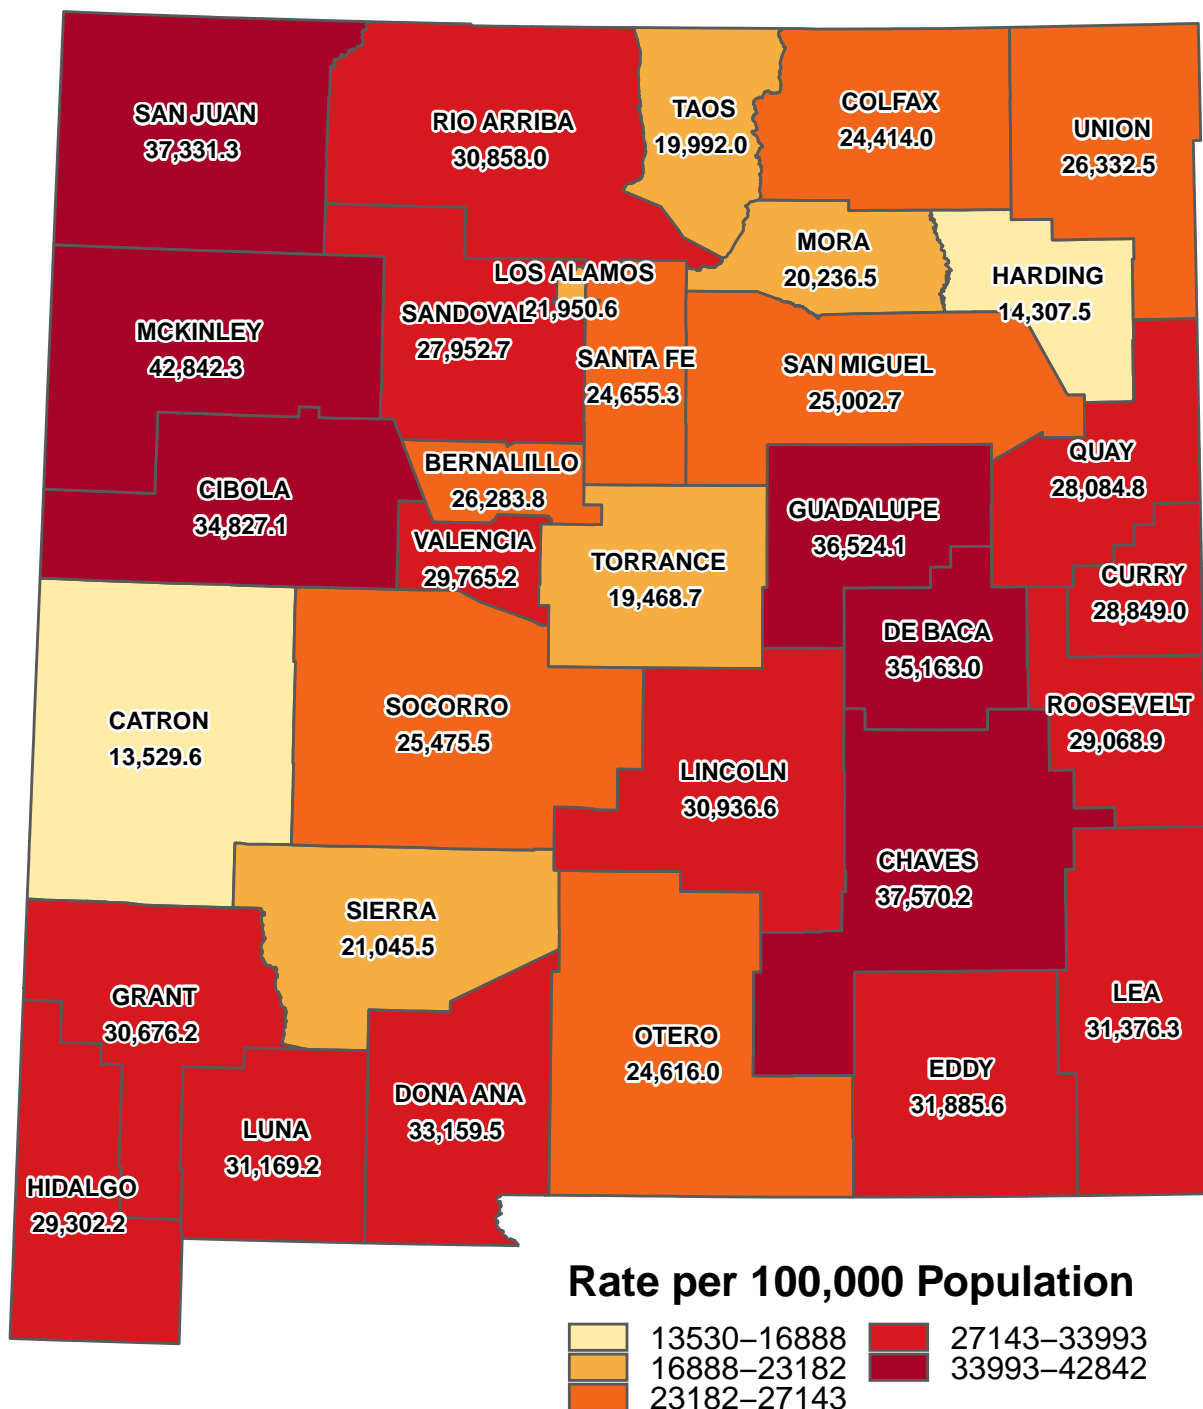 SAN JUAN
37,331.3
RIO ARRIBA
30,858.0
TAOS
19,992.0
COLFAX
24,414.0
UNION
26,332.5
MORA
20,236.5
HARDING
14,307.5
LOS ALAMOS
21,950.6
SANDOVAL
27,952.7
MCKINLEY
42,842.3
SANTA FE
24,655.3
SAN MIGUEL
25,002.7
QUAY
28,084.8
BERNALILLO
26,283.8
CIBOLA
34,827.1
GUADALUPE
36,524.1
VALENCIA
29,765.2
TORRANCE
19,468.7
CURRY
28,849.0
DE BACA
35,163.0
CATRON
13,529.6
SOCORRO
25,475.5
ROOSEVELT
29,068.9
LINCOLN
30,936.6
CHAVES
37,570.2
SIERRA
21,045.5
GRANT
30,676.2
LEA
31,376.3
OTERO
24,616.0
EDDY
31,885.6
DONA ANA
33,159.5
LUNA
31,169.2
HIDALGO
29,302.2
Rate per 100,000 Population
13530–16888
16888–23182
23182–27143
27143–33993
33993–42842